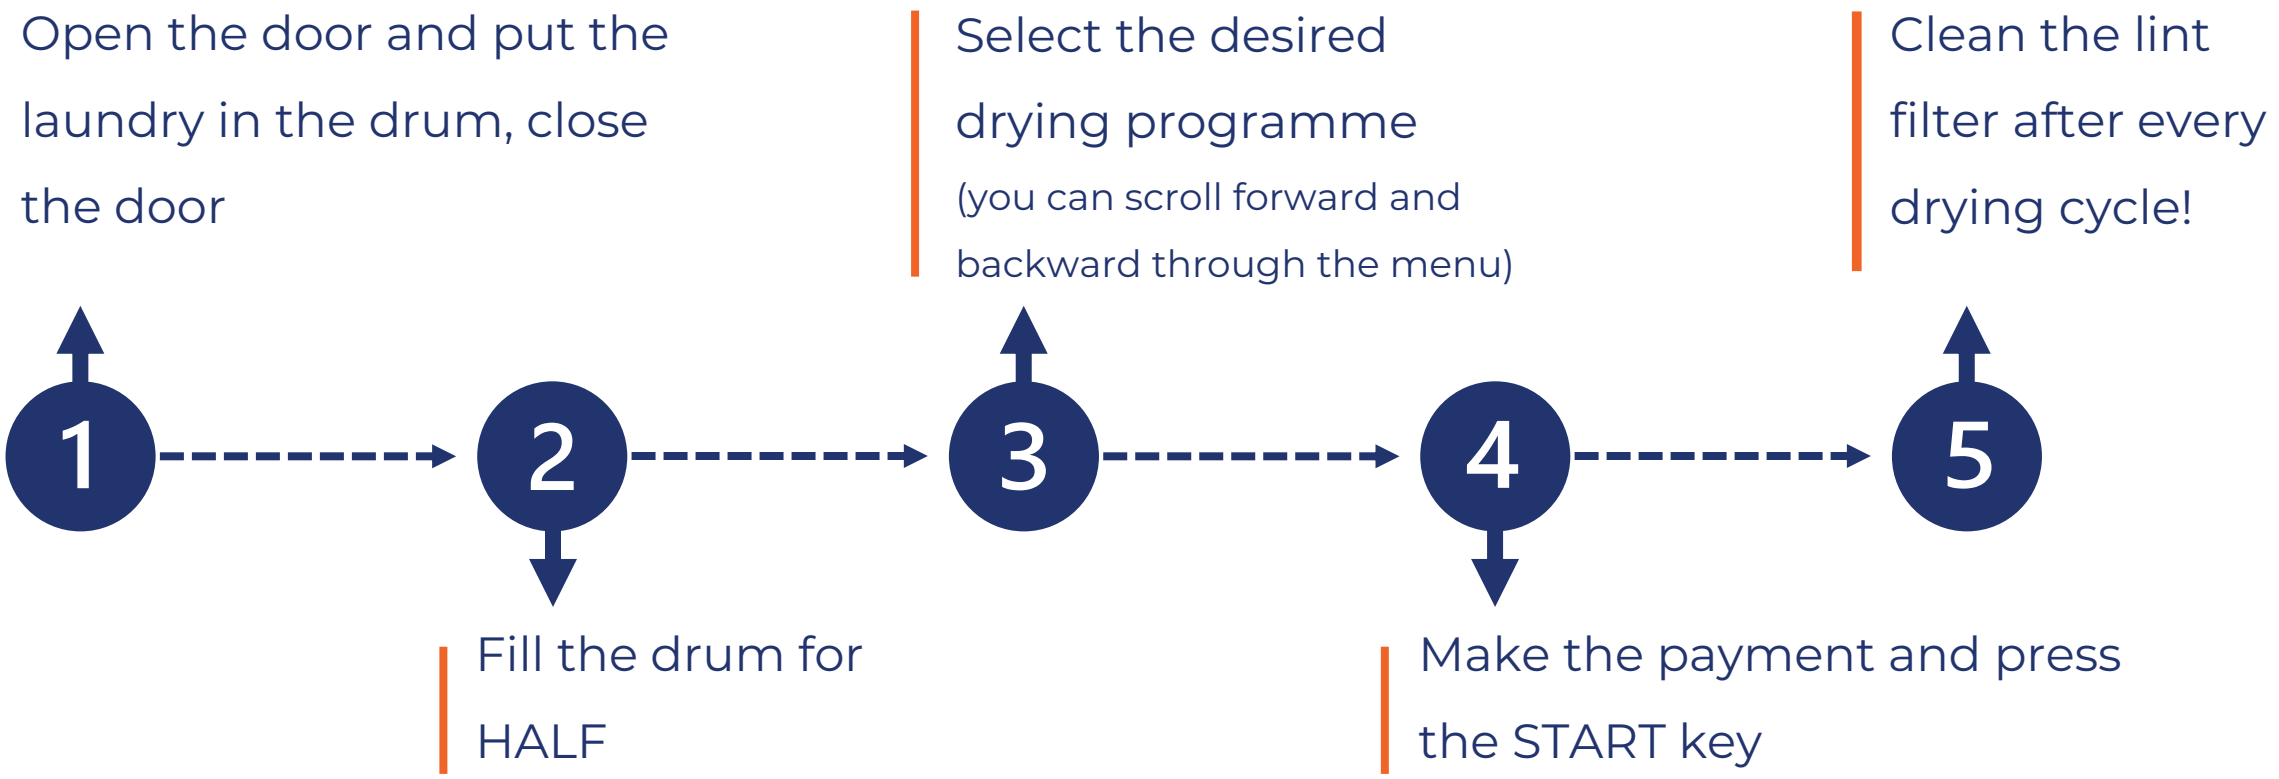 Open the door and put the
laundry in the drum, close
the door
1
2
Fill the drum for
HALF
3
Select the desired
drying programme
(you can scroll forward and
backward through the menu)
4
Make the payment and press
the START key
5
Clean the lint
filter after every
drying cycle!